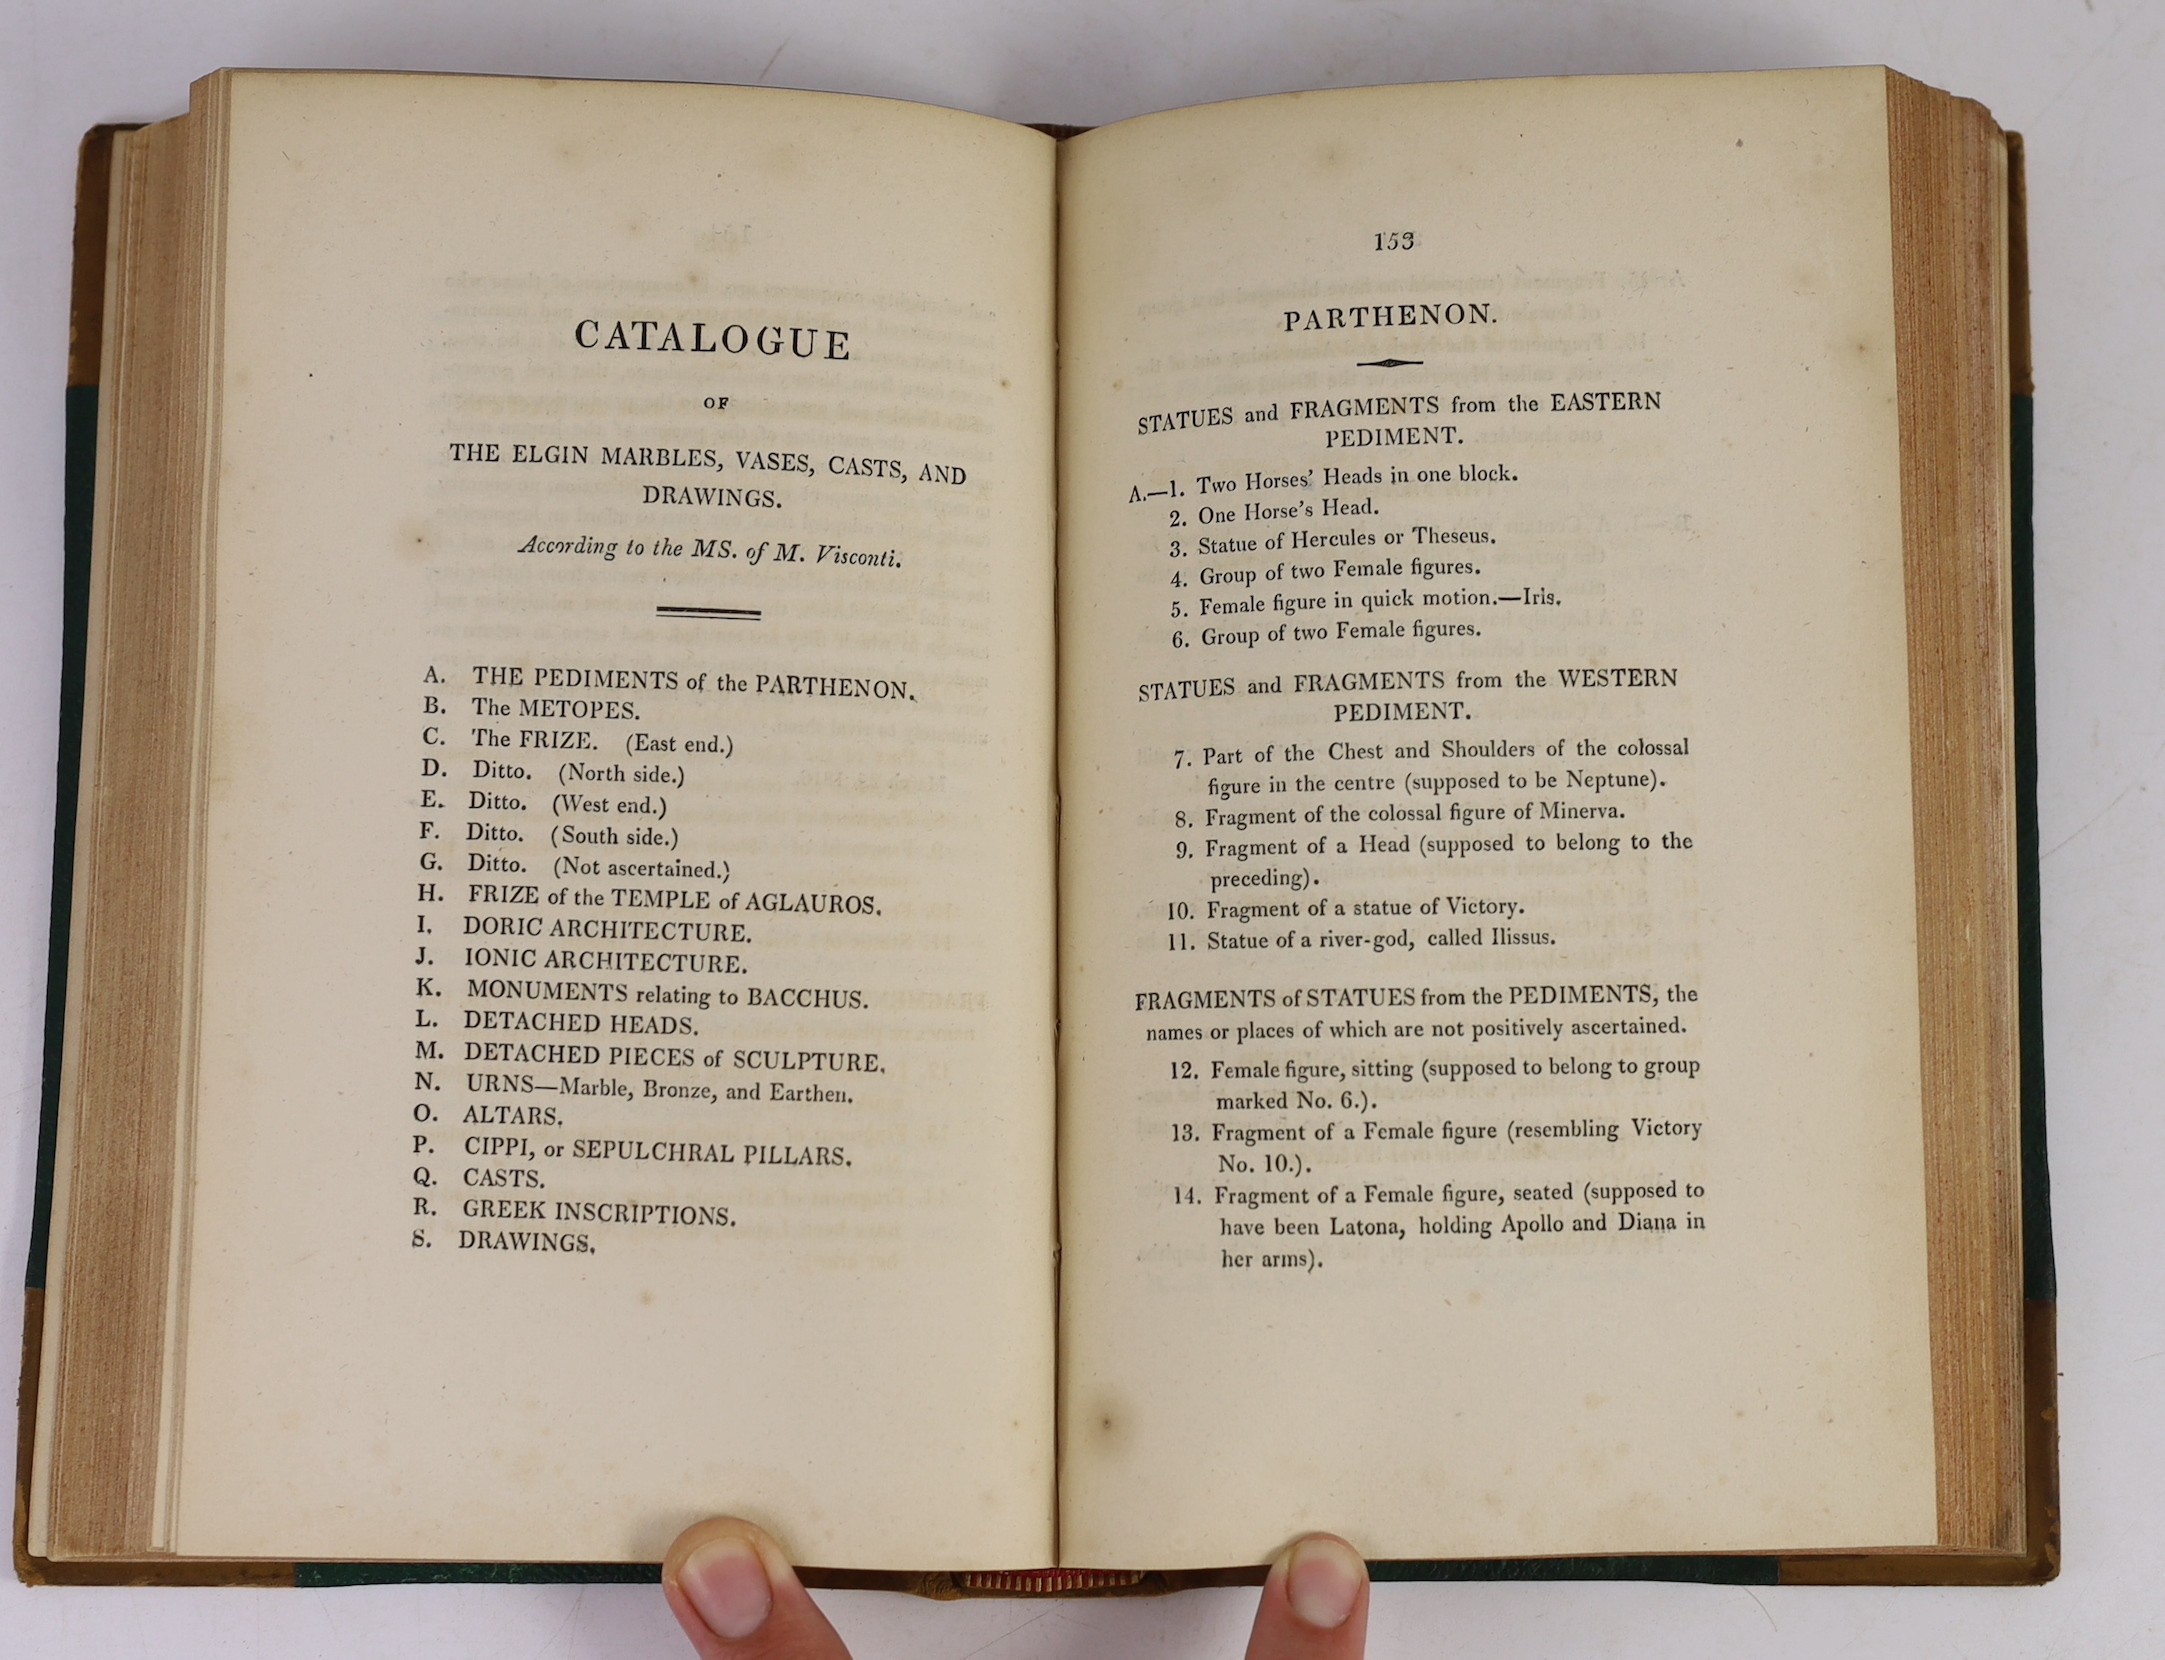 CATALOGUE
OF
THE ELGIN MARBLES, VASES, CASTS, AND
DRAWINGS.
According to the MS. of M. Visconti.
A. THE PEDIMENTS of the PARTHENON.
B. The METOPES.
C. The FRIZE. (East end.)
D. Ditto. (North side.)
E. Ditto. (West end.)
F. Ditto. (South side.)
G. Ditto. (Not ascertained.)
H. FRIZE of the TEMPLE of AGLAUROS.
I. DORIC ARCHITECTURE.
J. IONIC ARCHITECTURE.
K. MONUMENTS relating to BACCHUS.
L. DETACHED HEADS.
M. DETACHED PIECES of SCULPTURE.
N. URNS—Marble, Bronze, and Earthen.
O. ALTARS.
P. CIPPI, or SEPULCHRAL PILLARS.
Q. CASTS.
R. GREEK INSCRIPTIONS.
S. DRAWINGS.
153
PARTHENON.
STATUES and FRAGMENTS from the EASTERN
PEDIMENT.
A.—1. Two Horses' Heads in one block.
2. One Horse's Head.
3. Statue of Hercules or Theseus.
4. Group of two Female figures.
5. Female figure in quick motion.—Iris.
6. Group of two Female figures.
STATUES and FRAGMENTS from the WESTERN
PEDIMENT.
7. Part of the Chest and Shoulders of the colossal
figure in the centre (supposed to be Neptune).
8. Fragment of the colossal figure of Minerva.
9. Fragment of a Head (supposed to belong to the
preceding).
10. Fragment of a statue of Victory.
11. Statue of a river-god, called Ilissus.
FRAGMENTS of STATUES from the PEDIMENTS, the
names or places of which are not positively ascertained.
12. Female figure, sitting (supposed to belong to group
marked No. 6.).
13. Fragment of a Female figure (resembling Victory
No. 10.).
14. Fragment of a Female figure, seated (supposed to
have been Latona, holding Apollo and Diana in
her arms).